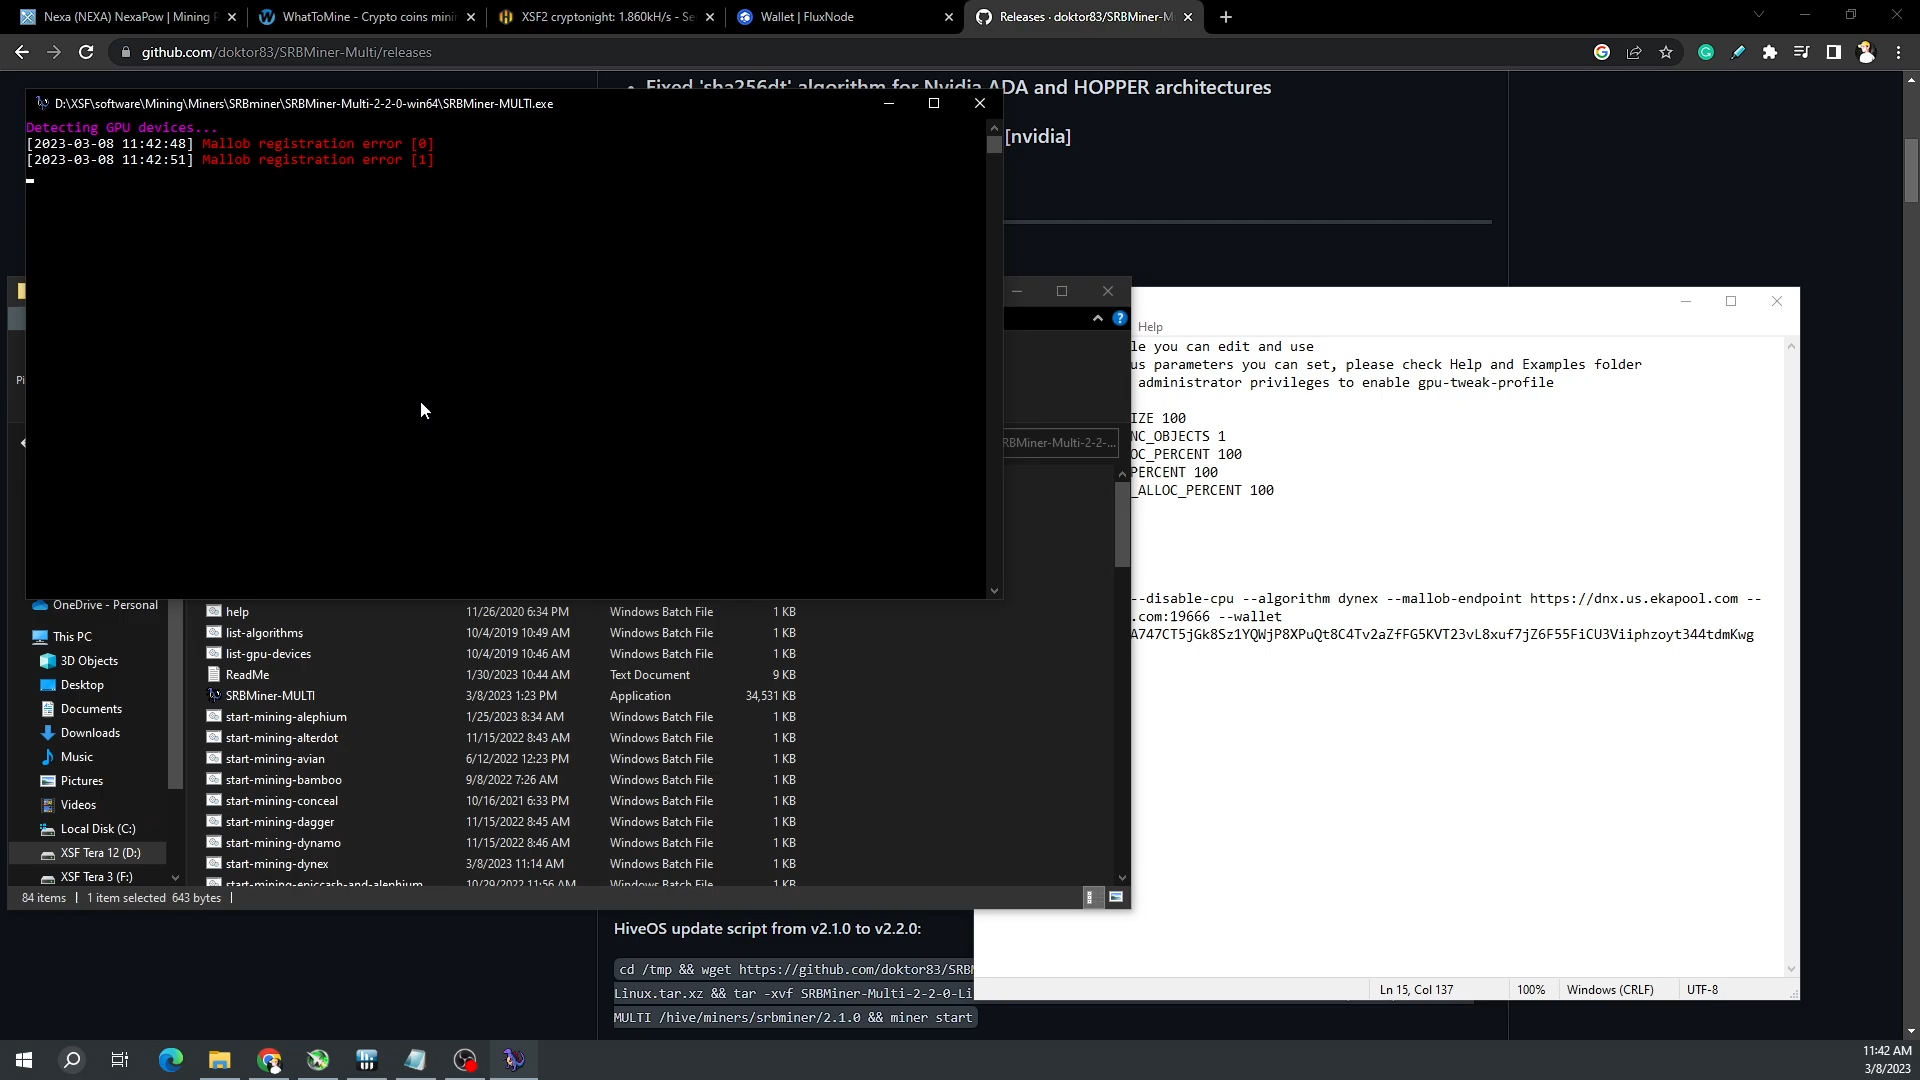 Nexa (NEXA) NexaPow | Mining
WhatToMine - Crypto coins mini
XSF2 cryptonight: 1.860kH/s - Se
Wallet | FluxNode
Releases · doktor83/SRBMiner-M
github.com/doktor83/SRBMiner-Multi/releases
Fixed 'sha256dt' algorithm for Nvidia ADA and HOPPER architectures
[nvidia]
D:\XSF\software\Mining\Miners\SRBminer\SRBMiner-Multi-2-2-0-win64\SRBMiner-MULTI.exe
Detecting GPU devices...
[2023-03-08 11:42:48] Mallob registration error [0]
[2023-03-08 11:42:51] Mallob registration error [1]
Pi
RBMiner-Multi-2-2-...
Help
le you can edit and use
us parameters you can set, please check Help and Examples folder
administrator privileges to enable gpu-tweak-profile
IZE 100
NC_OBJECTS 1
OC_PERCENT 100
PERCENT 100
_ALLOC_PERCENT 100
--disable-cpu --algorithm dynex --mallob-endpoint https://dnx.us.ekapool.com --
.com:19666 --wallet
A747CT5jGk8Sz1YQWjP8XPuQt8C4Tv2aZfFG5KVT23vL8xuf7jZ6F55FiCU3Viiphzoyt344tdmKwg
OneDrive - Personal
This PC
3D Objects
Desktop
Documents
Downloads
Music
Pictures
Videos
Local Disk (C:)
XSF Tera 12 (D:)
XSF Tera 3 (F:)
help 11/26/2020 6:34 PM Windows Batch File 1 KB
list-algorithms 10/4/2019 10:49 AM Windows Batch File 1 KB
list-gpu-devices 10/4/2019 10:46 AM Windows Batch File 1 KB
ReadMe 1/30/2023 10:44 AM Text Document 9 KB
SRBMiner-MULTI 3/8/2023 1:23 PM Application 34,531 KB
start-mining-alephium 1/25/2023 8:34 AM Windows Batch File 1 KB
start-mining-alterdot 11/15/2022 8:43 AM Windows Batch File 1 KB
start-mining-avian 6/12/2022 12:23 PM Windows Batch File 1 KB
start-mining-bamboo 9/8/2022 7:26 AM Windows Batch File 1 KB
start-mining-conceal 10/16/2021 6:33 PM Windows Batch File 1 KB
start-mining-dagger 11/15/2022 8:45 AM Windows Batch File 1 KB
start-mining-dynamo 11/15/2022 8:46 AM Windows Batch File 1 KB
start-mining-dynex 3/8/2023 11:14 AM Windows Batch File 1 KB
start-mining-epiccash-and-alephium 10/29/2022 11:56 AM Windows Batch File 1 KB
84 items | 1 item selected 643 bytes |
Ln 15, Col 137 100% Windows (CRLF) UTF-8
HiveOS update script from v2.1.0 to v2.2.0:
cd /tmp && wget https://github.com/doktor83/SRBM
Linux.tar.xz && tar -xvf SRBMiner-Multi-2-2-0-Li
MULTI /hive/miners/srbminer/2.1.0 && miner start
11:42 AM
3/8/2023